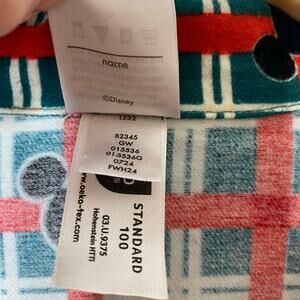 name
©Disney
1232
82345
GW
015536
01-5536G
0724
FWH24
STANDARD
100
03.U.9375
Hohenstein HTTI
www.oeko-tex.com